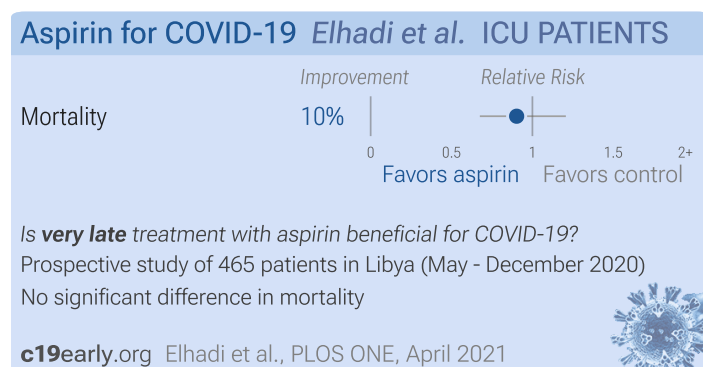 Aspirin for COVID-19 Elhadi et al. ICU PATIENTS
Improvement Relative Risk
Mortality 10%
0 0.5 1 1.5 2+
Favors aspirin Favors control
Is very late treatment with aspirin beneficial for COVID-19?
Prospective study of 465 patients in Libya (May - December 2020)
No significant difference in mortality
c19early.org Elhadi et al., PLOS ONE, April 2021